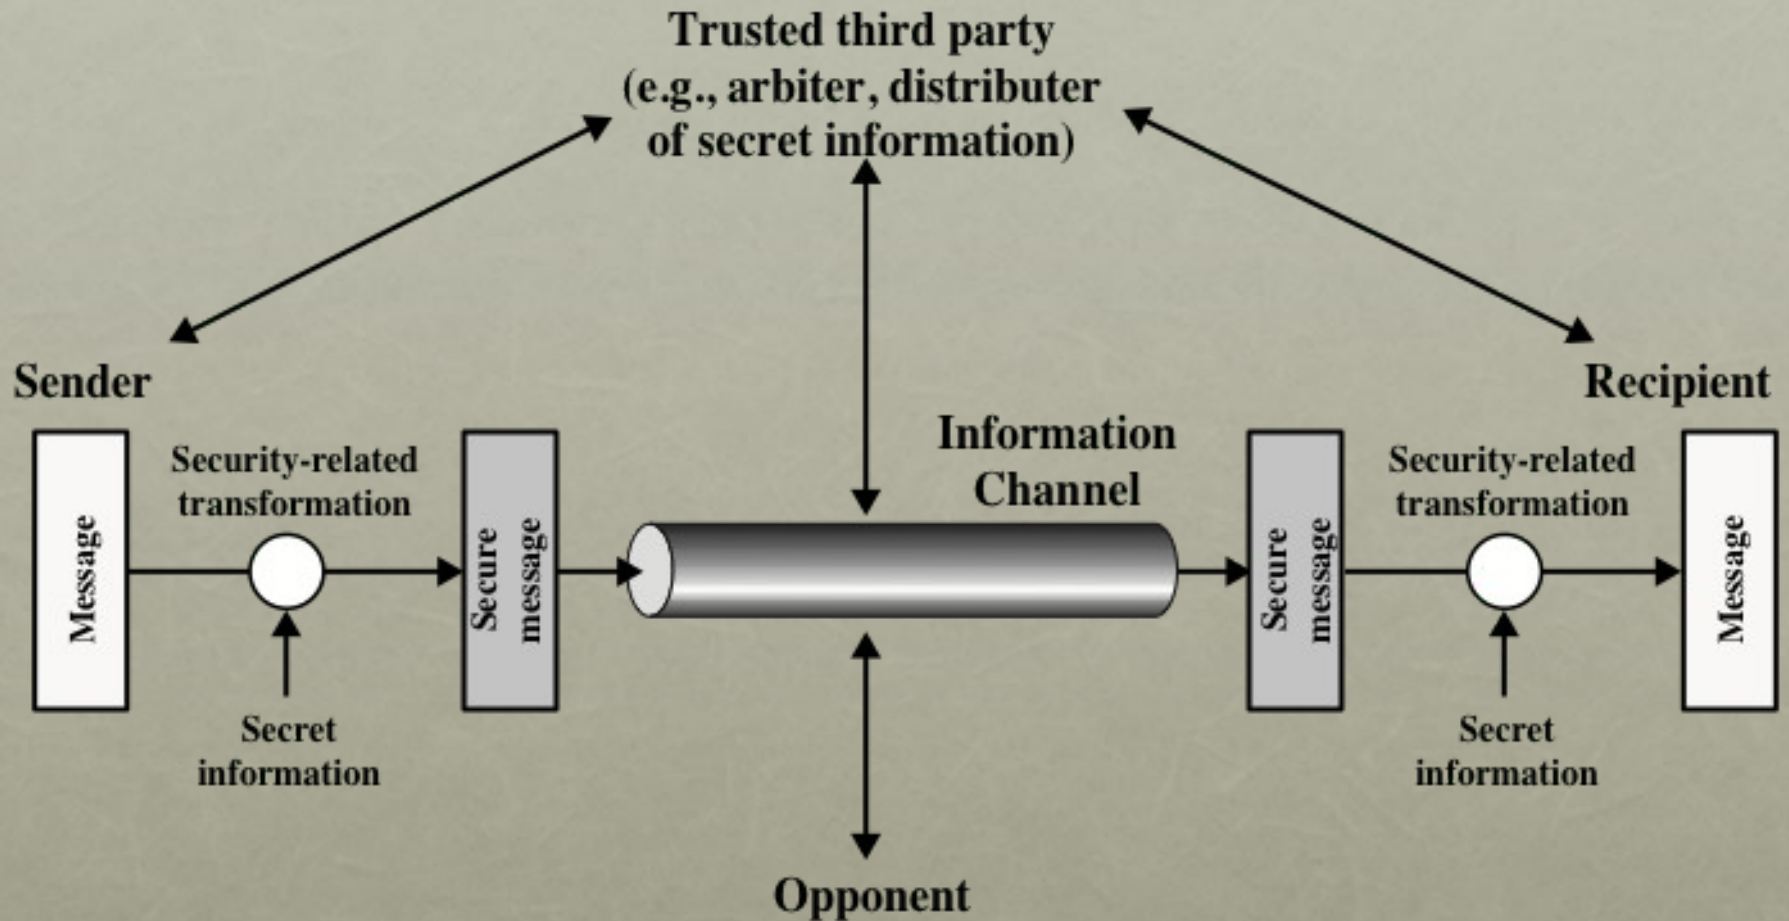 Trusted third party
(e.g., arbiter, distributer
of secret information)
Sender
Recipient
Information
Channel
Security-related
transformation
Security-related
transformation
Message
Secure
message
Secure
message
Message
Secret
information
Secret
information
Opponent